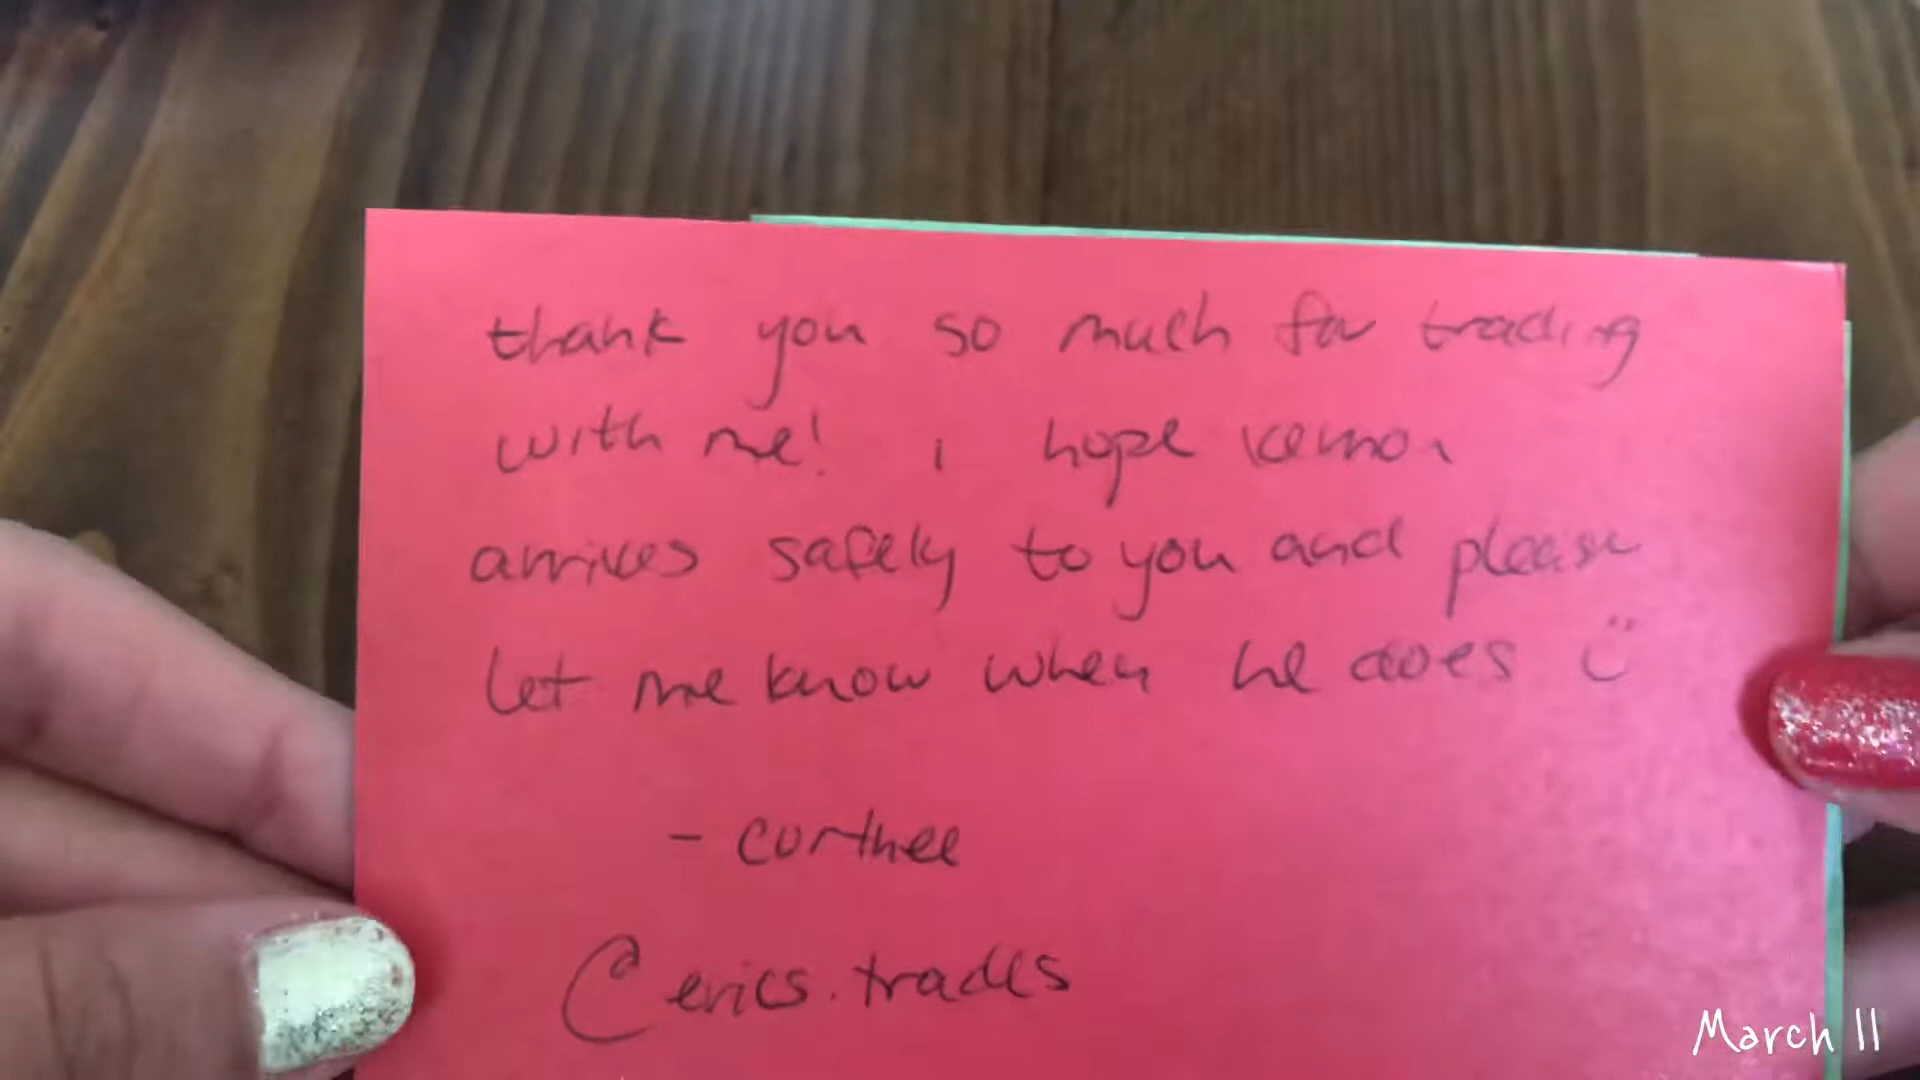 thank you so much for trading
with me! i hope
arrives safely to you and please
let me know when he does :)
- corthee
@erics.trades
March 11